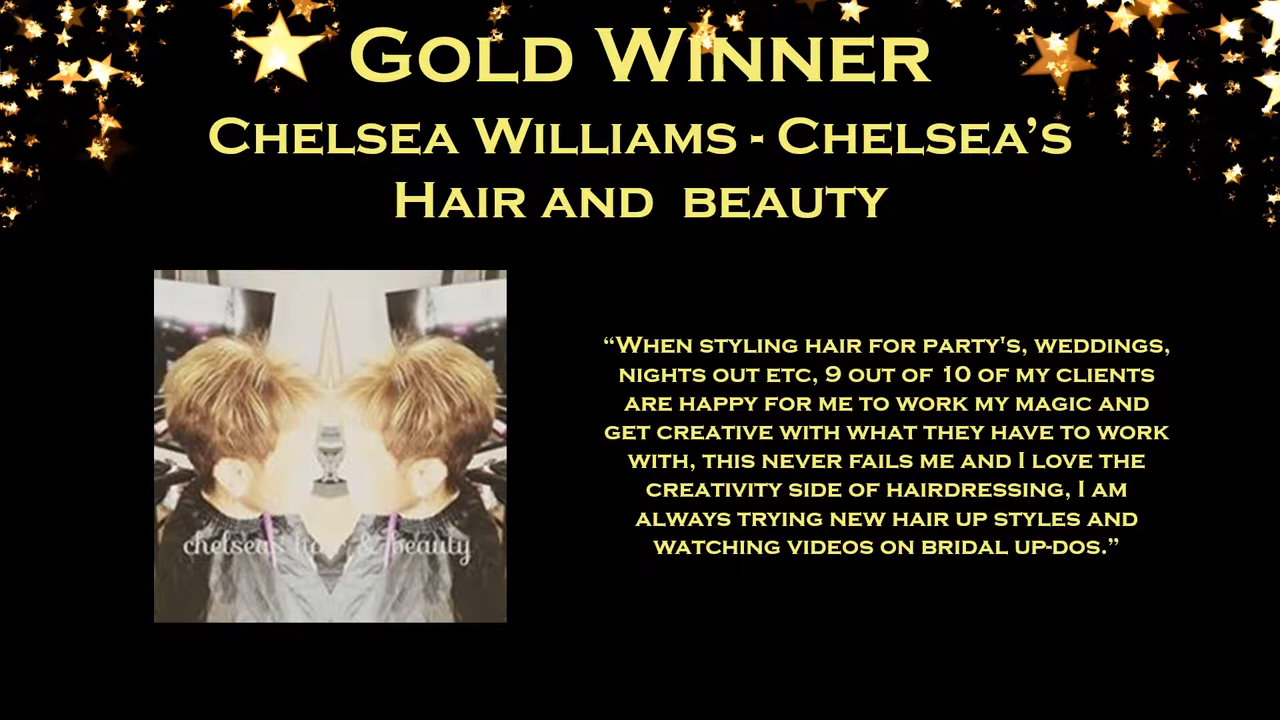 Gold Winner
Chelsea Williams - Chelsea’s
Hair and beauty
“When styling hair for party's, weddings,
nights out etc, 9 out of 10 of my clients
are happy for me to work my magic and
get creative with what they have to work
with, this never fails me and I love the
creativity side of hairdressing, I am
always trying new hair up styles and
watching videos on bridal up-dos.”
chelsea's hair & beauty